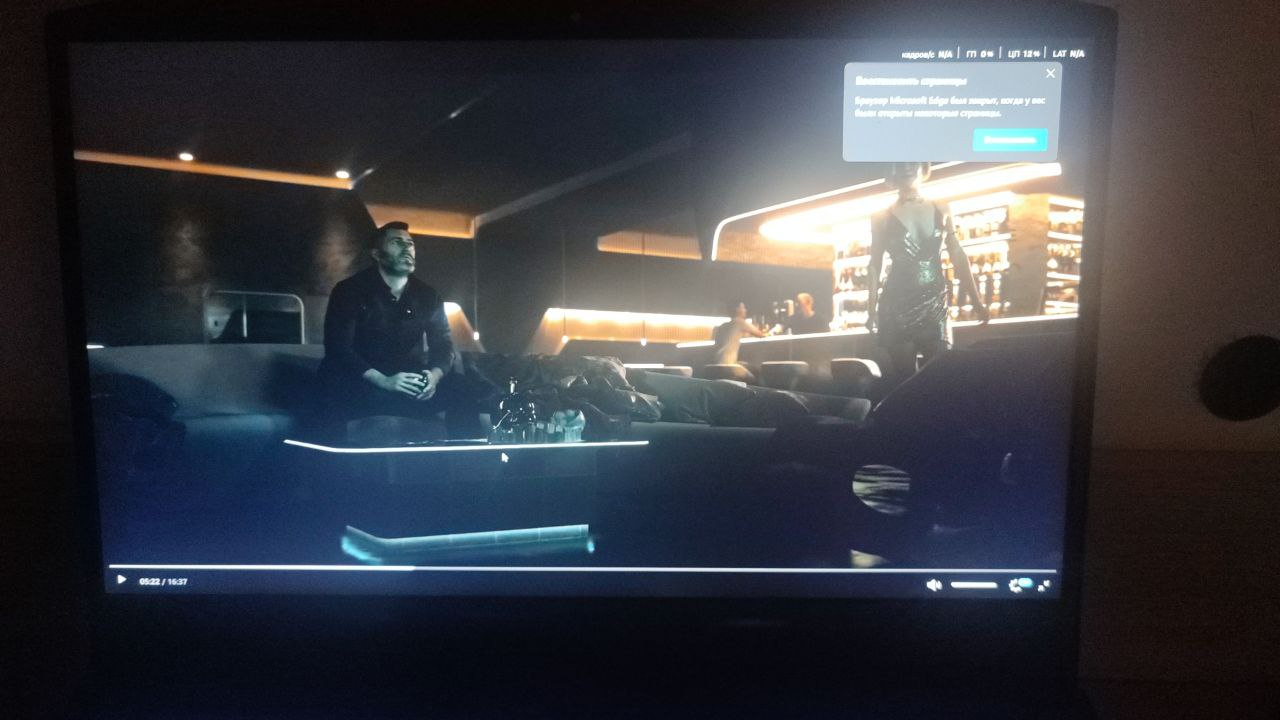 кадров/с N/A | ГП 0% | ЦП 12% | LAT N/A
Восстановить страницы
Браузер Microsoft Edge был закрыт, когда у вас
были открыты некоторые страницы.
Восстановить
05:22 / 16:37